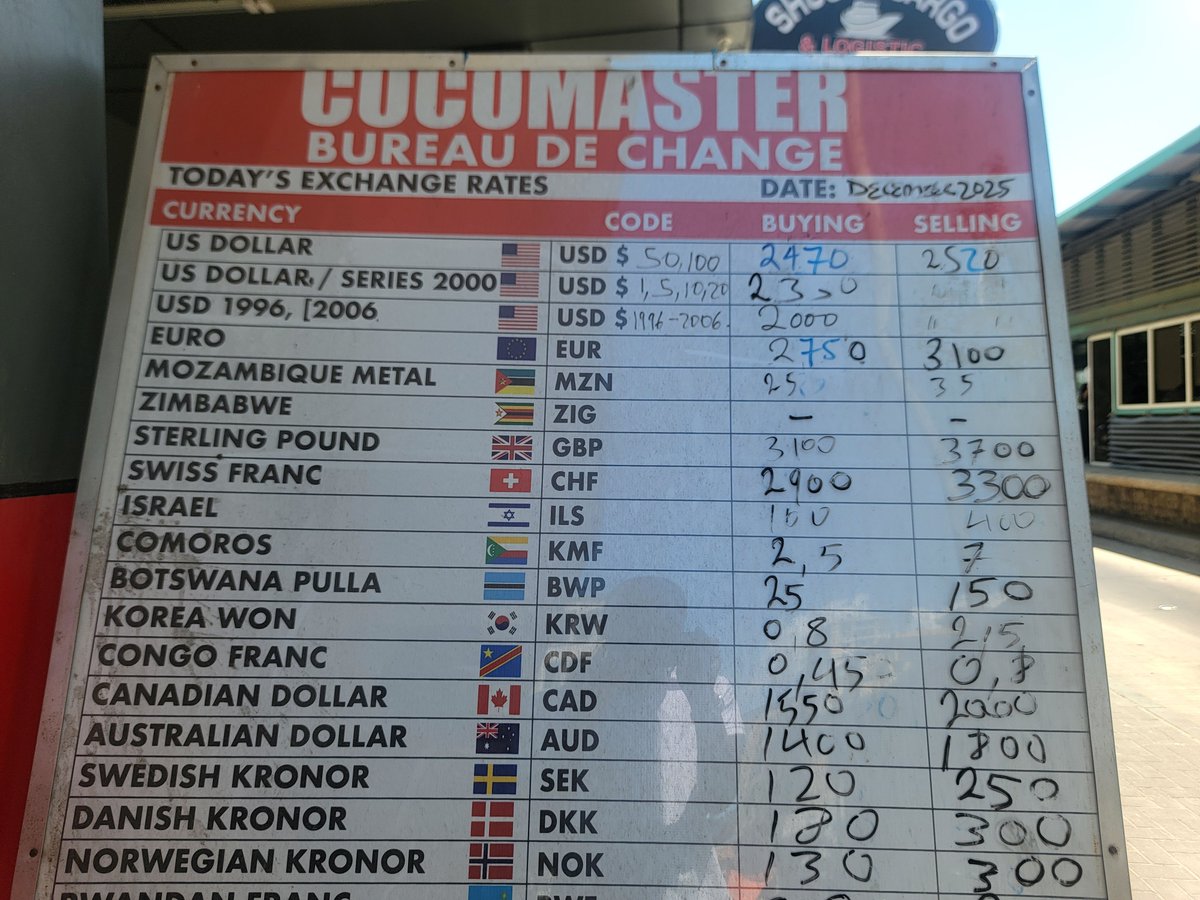 & LOGISTIC
COCOMASTER
BUREAU DE CHANGE
TODAY'S EXCHANGE RATES DATE: DECEMBER 2025
CURRENCY CODE BUYING SELLING
US DOLLAR USD $ 50,100 2470 2520
US DOLLAR / SERIES 2000 USD $ 1,5,10,20 2350
USD 1996, [2006 USD $ 1996-2006 2000
EURO EUR 2750 3100
MOZAMBIQUE METAL MZN 25 35
ZIMBABWE ZIG - -
STERLING POUND GBP 3100 3700
SWISS FRANC CHF 2900 3300
ISRAEL ILS 400
COMOROS KMF 2,5 7
BOTSWANA PULLA BWP 25 150
KOREA WON KRW 0,8 2,5
CONGO FRANC CDF 0,45
CANADIAN DOLLAR CAD 1550 2000
AUSTRALIAN DOLLAR AUD 1400 1800
SWEDISH KRONOR SEK 120 250
DANISH KRONOR DKK 180 300
NORWEGIAN KRONOR NOK 130 300
RWANDAN FRANC RWF